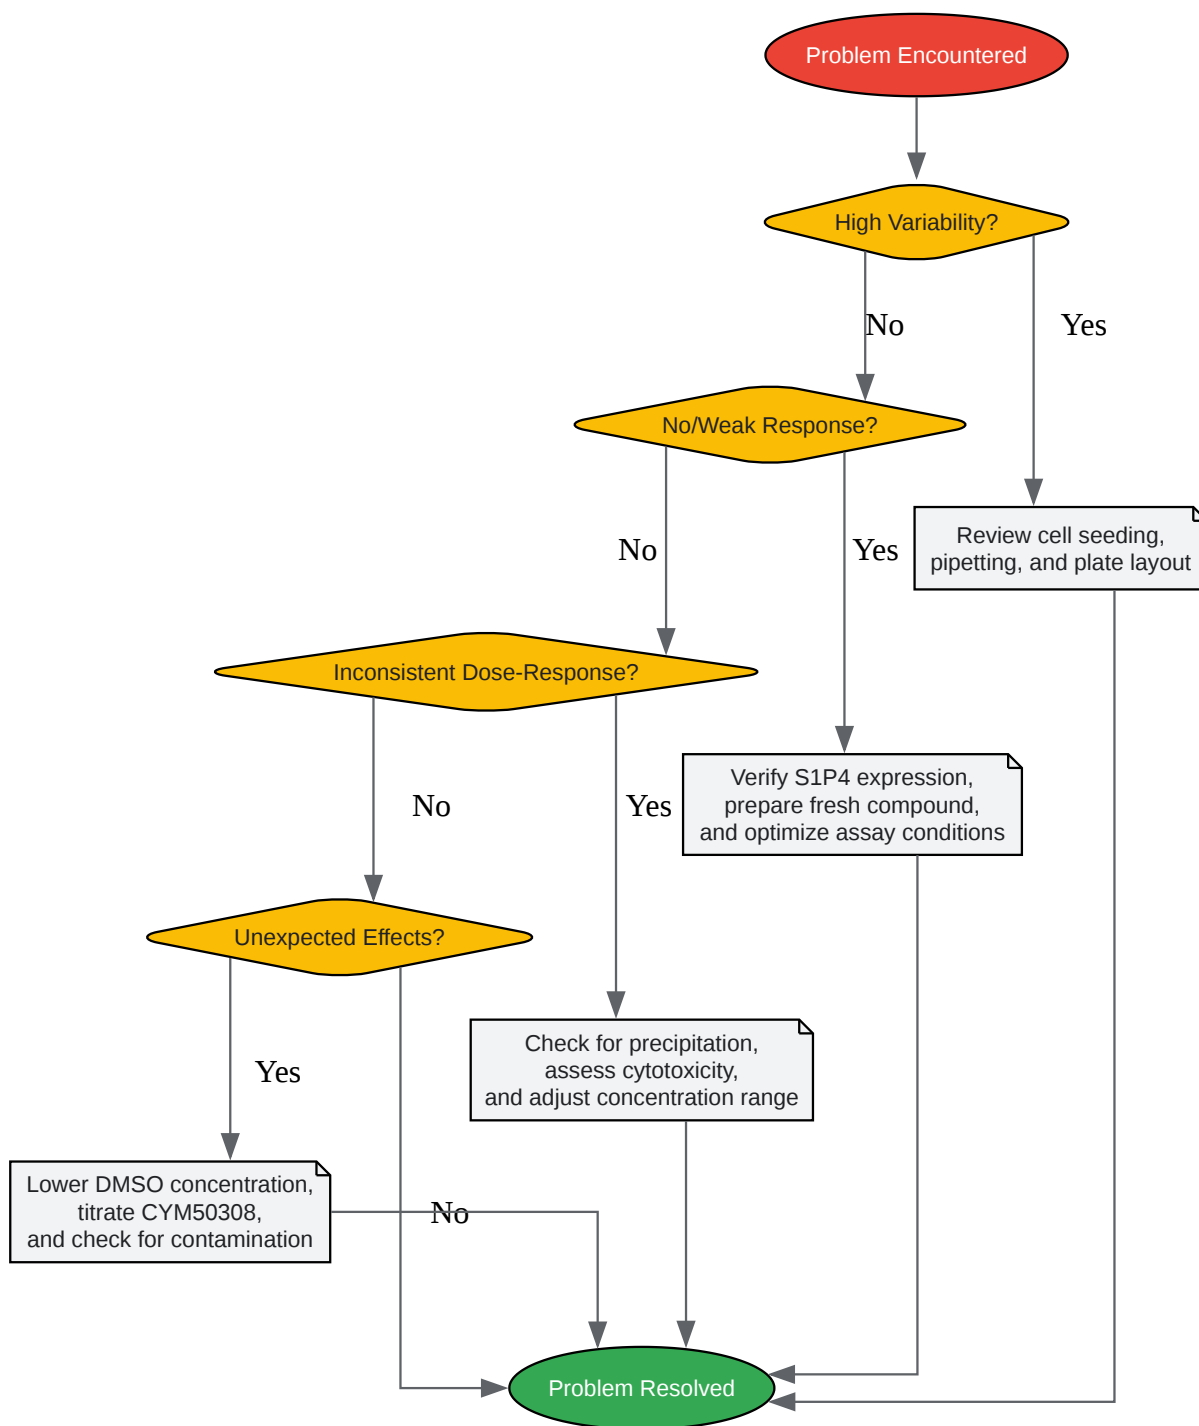 Problem Encountered
High Variability?
No
Yes
No/Weak Response?
No
Yes
Review cell seeding,
pipetting, and plate layout
Inconsistent Dose-Response?
No
Yes
Verify S1P4 expression,
prepare fresh compound,
and optimize assay conditions
Unexpected Effects?
Yes
Check for precipitation,
assess cytotoxicity,
and adjust concentration range
Lower DMSO concentration,
titrate CYM50308,
and check for contamination
No
Problem Resolved